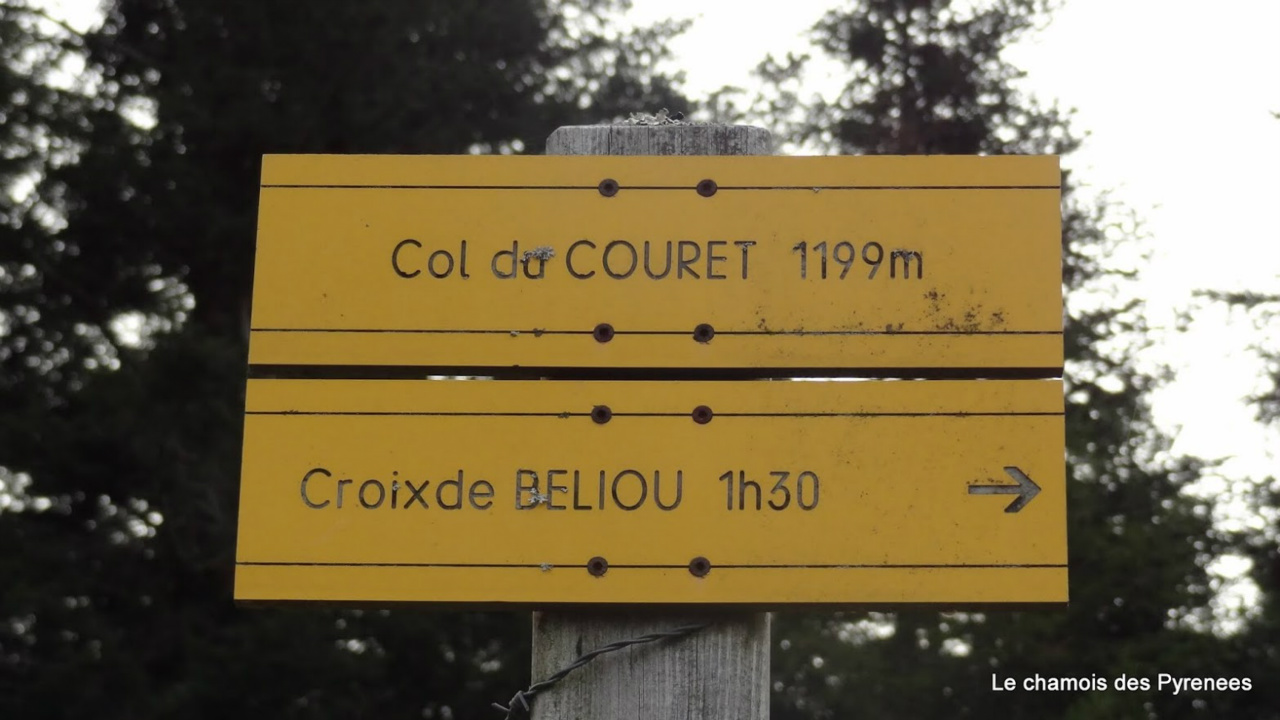 Col du COURET 1199m
Croixde BELIOU 1h30 →
Le chamois des Pyrenees